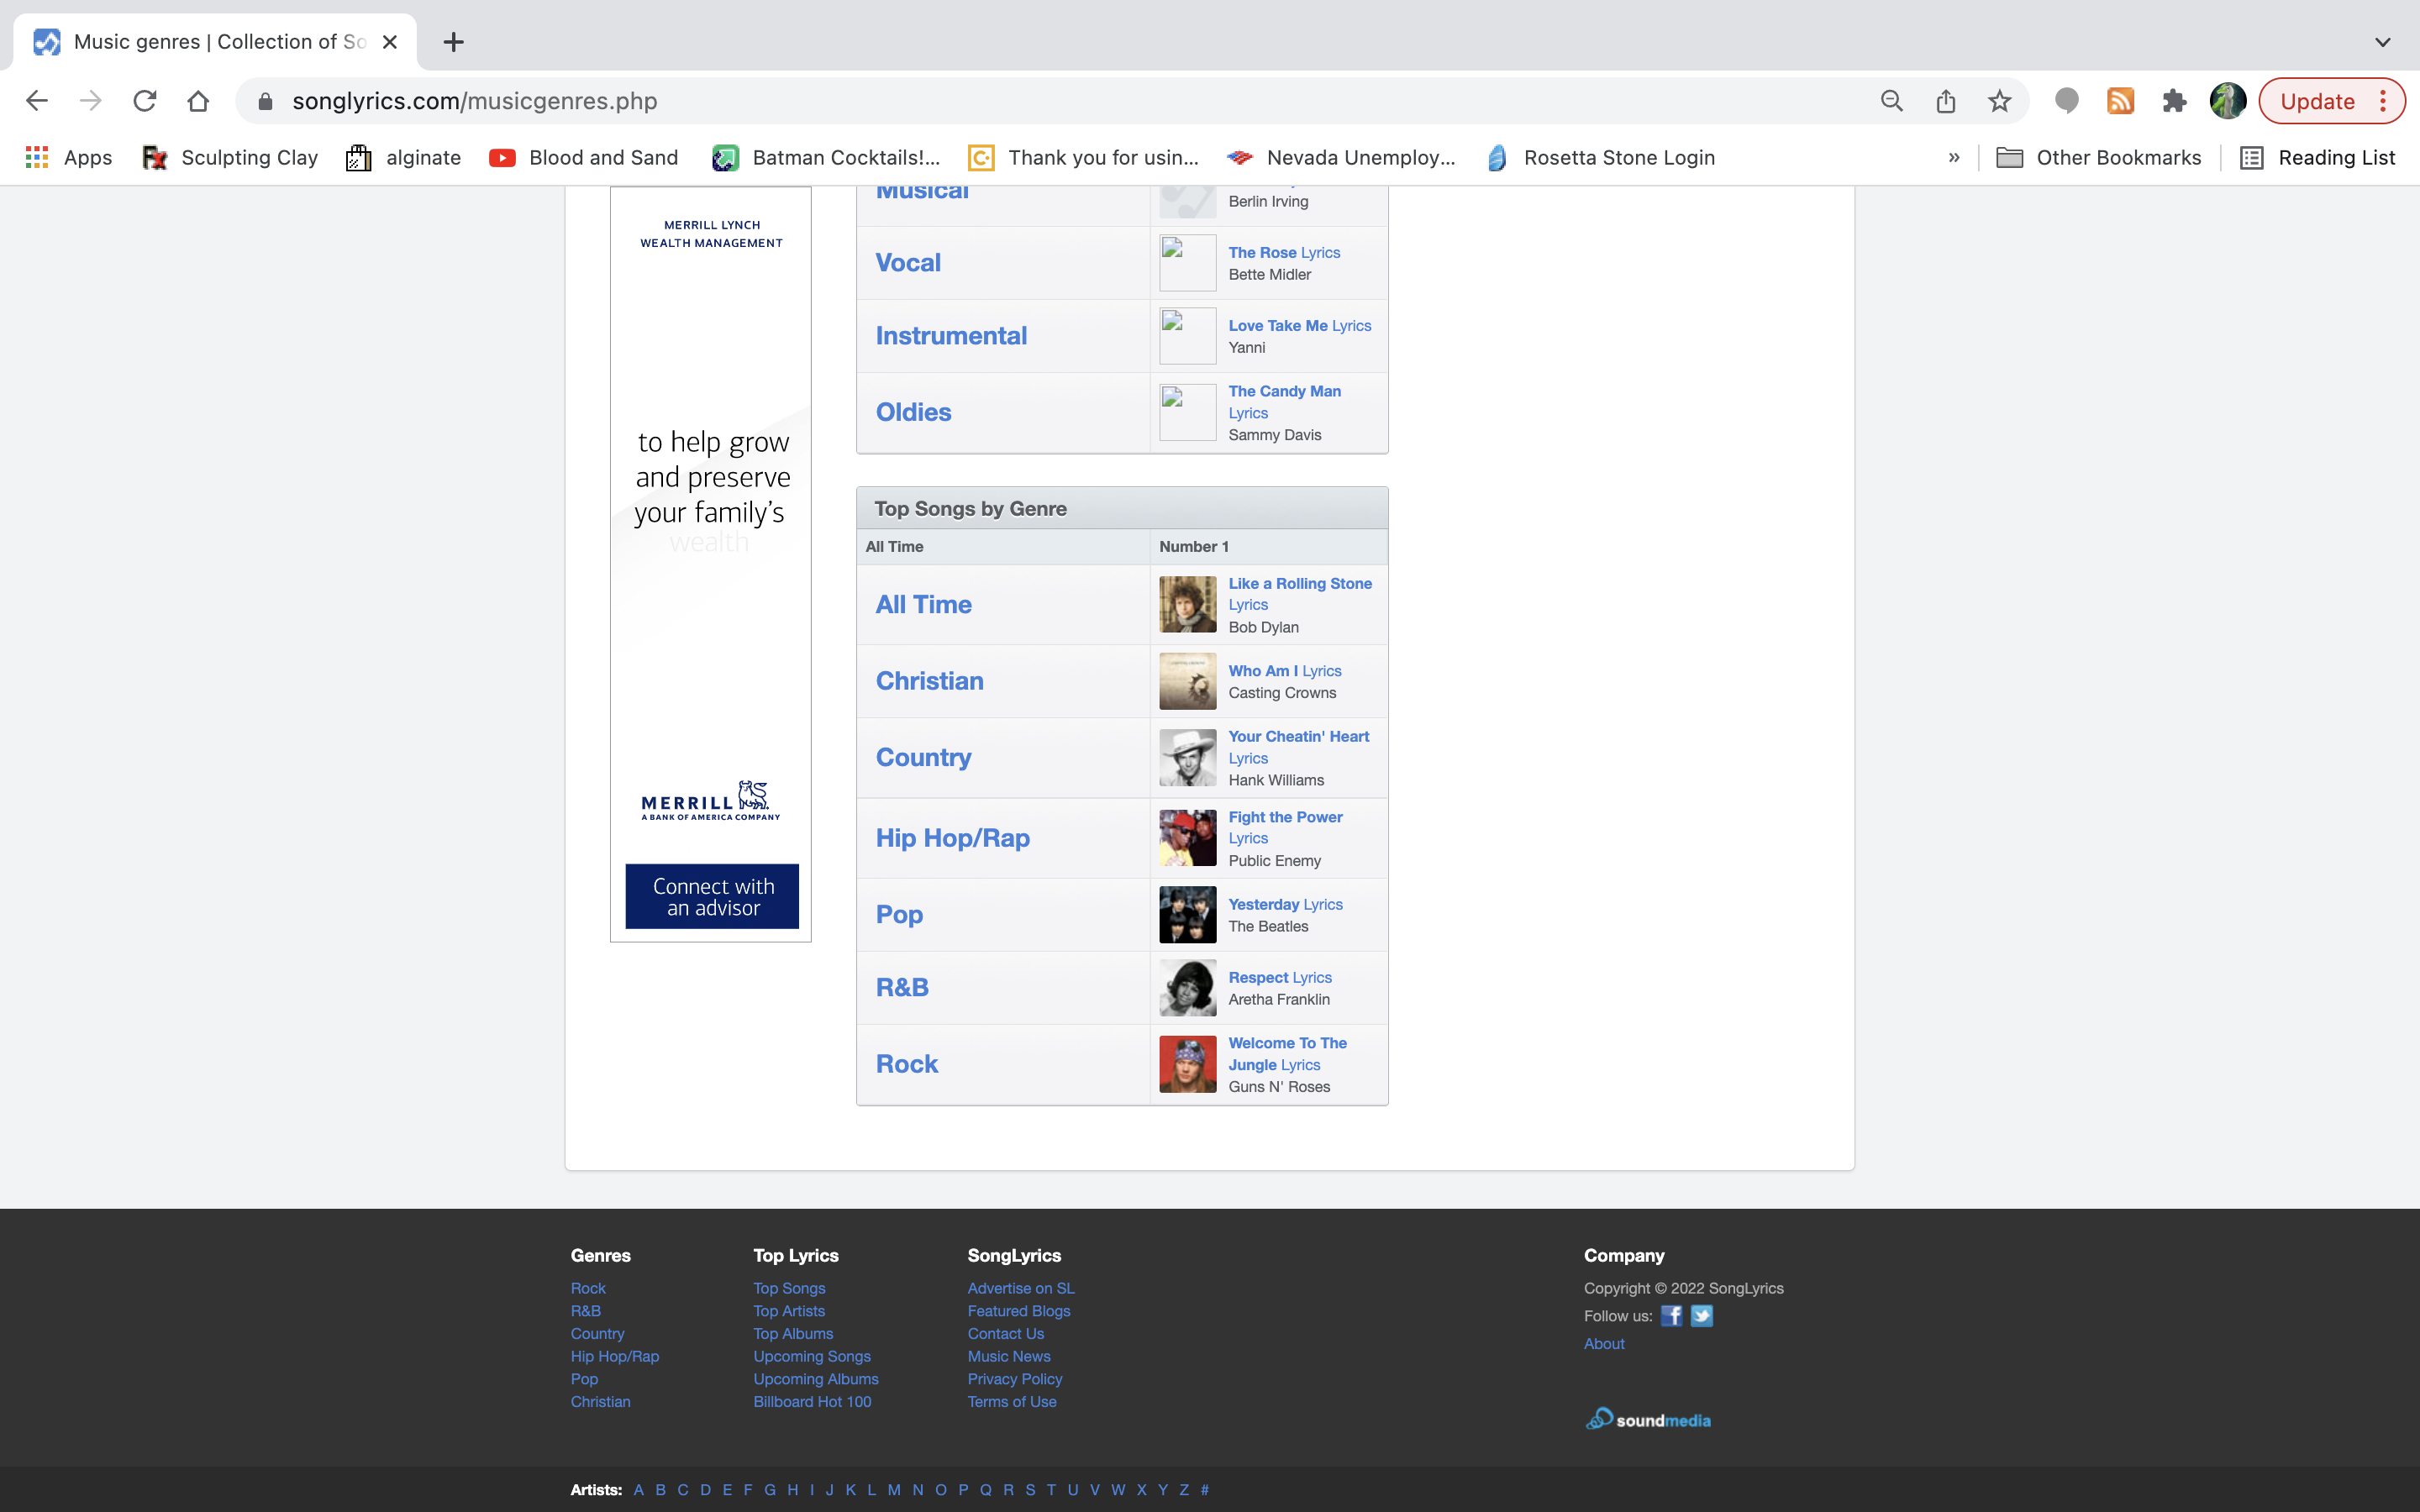 Music genres | Collection of So
songlyrics.com/musicgenres.php
Update
Apps
Sculpting Clay
alginate
Blood and Sand
Batman Cocktails!...
Thank you for usin...
Nevada Unemploy...
Rosetta Stone Login
»
Other Bookmarks
Reading List
MERRILL LYNCH
WEALTH MANAGEMENT
to help grow
and preserve
your family's
wealth
MERRILL
A BANK OF AMERICA COMPANY
Connect with
an advisor
Musical
Berlin Irving
Vocal
The Rose Lyrics
Bette Midler
Instrumental
Love Take Me Lyrics
Yanni
Oldies
The Candy Man
Lyrics
Sammy Davis
Top Songs by Genre
All Time
Number 1
All Time
Like a Rolling Stone
Lyrics
Bob Dylan
Christian
Who Am I Lyrics
Casting Crowns
Country
Your Cheatin' Heart
Lyrics
Hank Williams
Hip Hop/Rap
Fight the Power
Lyrics
Public Enemy
Pop
Yesterday Lyrics
The Beatles
R&B
Respect Lyrics
Aretha Franklin
Rock
Welcome To The
Jungle Lyrics
Guns N' Roses
Genres
Rock
R&B
Country
Hip Hop/Rap
Pop
Christian
Top Lyrics
Top Songs
Top Artists
Top Albums
Upcoming Songs
Upcoming Albums
Billboard Hot 100
SongLyrics
Advertise on SL
Featured Blogs
Contact Us
Music News
Privacy Policy
Terms of Use
Company
Copyright © 2022 SongLyrics
Follow us:
About
soundmedia
Artists: A B C D E F G H I J K L M N O P Q R S T U V W X Y Z #